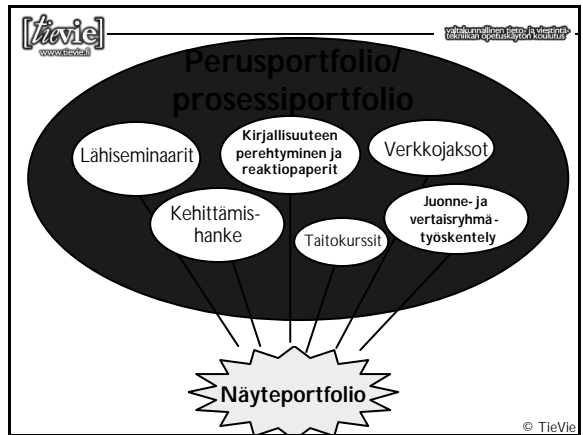 [tievie]
www.tievie.fi
valtakunnallinen tieto- ja viestintä-
tekniikan opetuskäytön koulutus
Perusportfolio/
prosessiportfolio
Lähiseminaarit
Kirjallisuuteen
perehtyminen ja
reaktiopaperit
Verkkojaksot
Kehittämis-
hanke
Taitokurssit
Juonne- ja
vertaisryhmä-
työskentely
Näyteportfolio
© TieVie